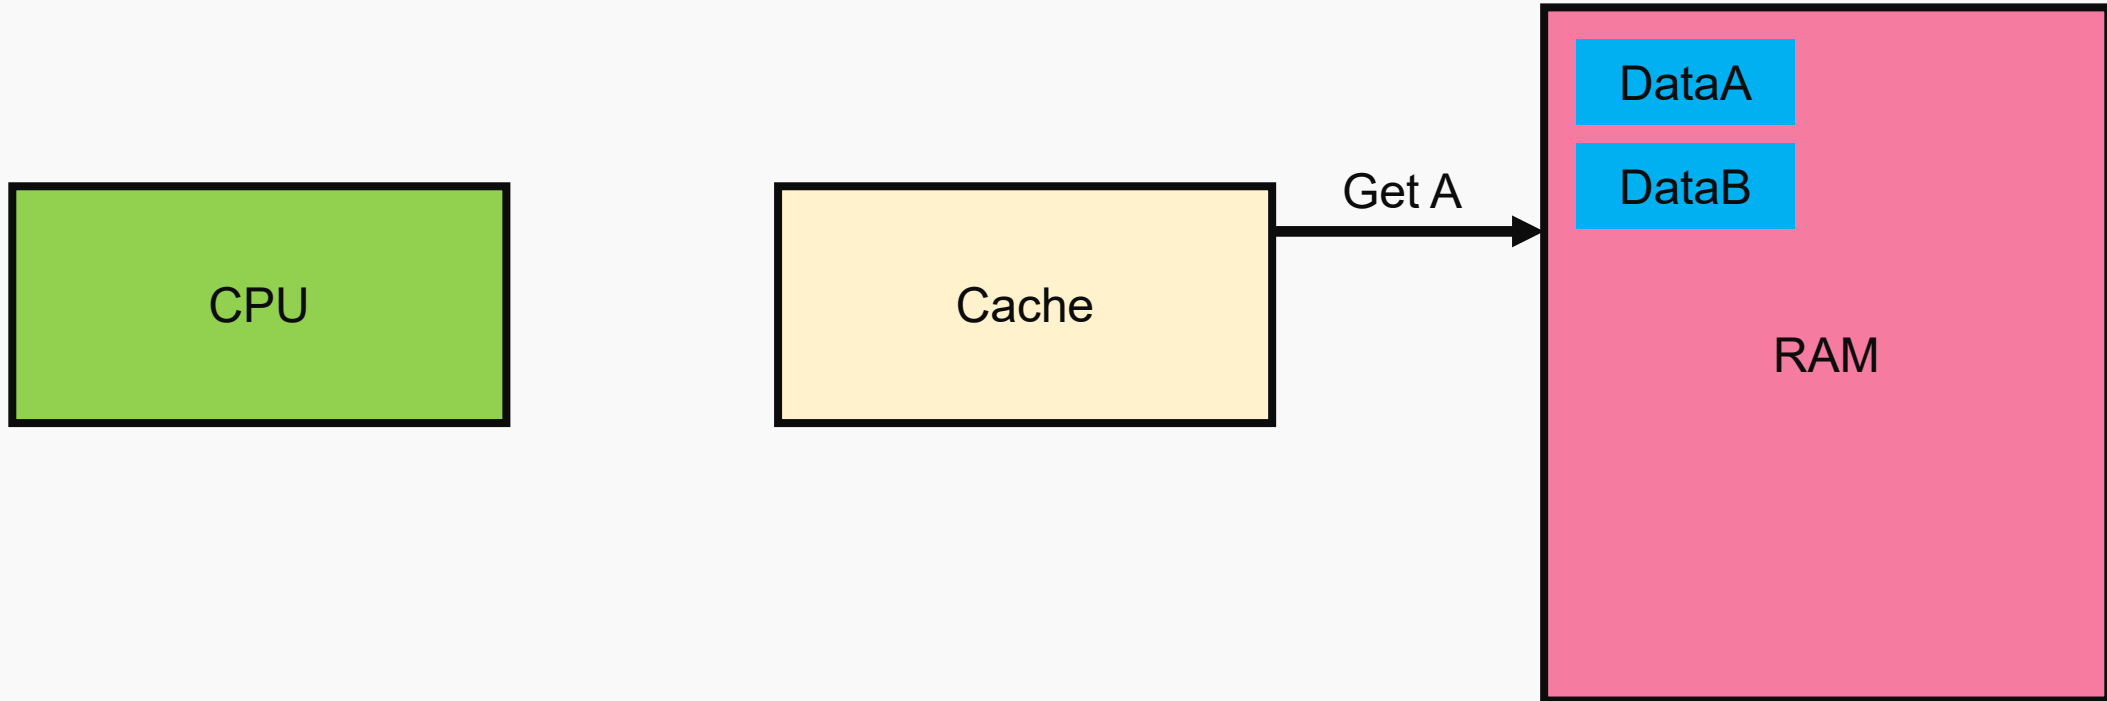 DataA
Get A
DataB
CPU
Cache
RAM